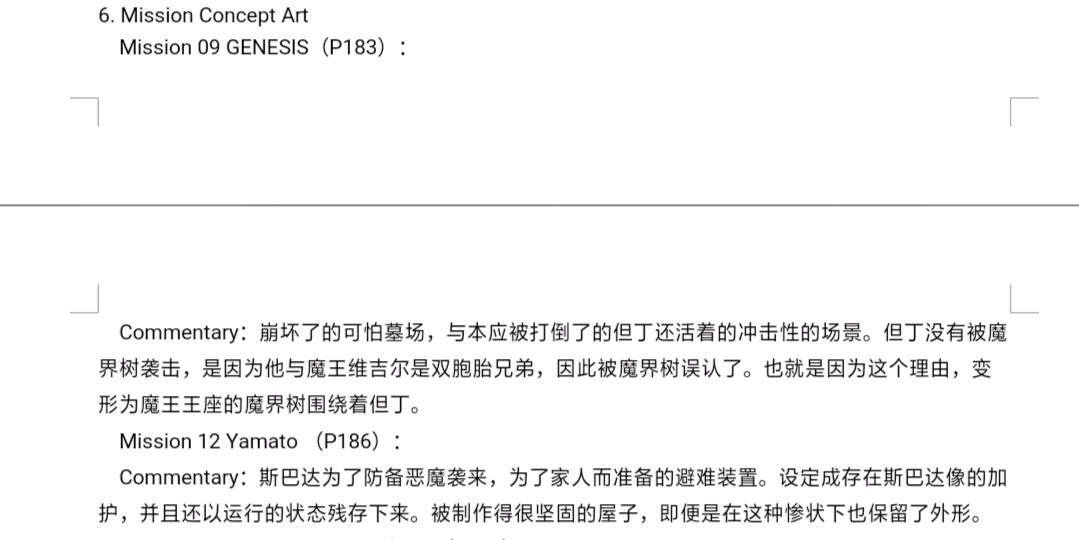 6. Mission Concept Art
Mission 09 GENESIS（P183）：
Commentary：崩坏了的可怕墓场，与本应被打倒了的但丁还活着的冲击性的场景。但丁没有被魔
界树袭击，是因为他与魔王维吉尔是双胞胎兄弟，因此被魔界树误认了。也就是因为这个理由，变
形为魔王王座的魔界树围绕着但丁。
Mission 12 Yamato （P186）：
Commentary：斯巴达为了防备恶魔袭来，为了家人而准备的避难装置。设定成存在斯巴达像的加
护，并且还以运行的状态残存下来。被制作得很坚固的屋子，即便是在这种惨状下也保留了外形。